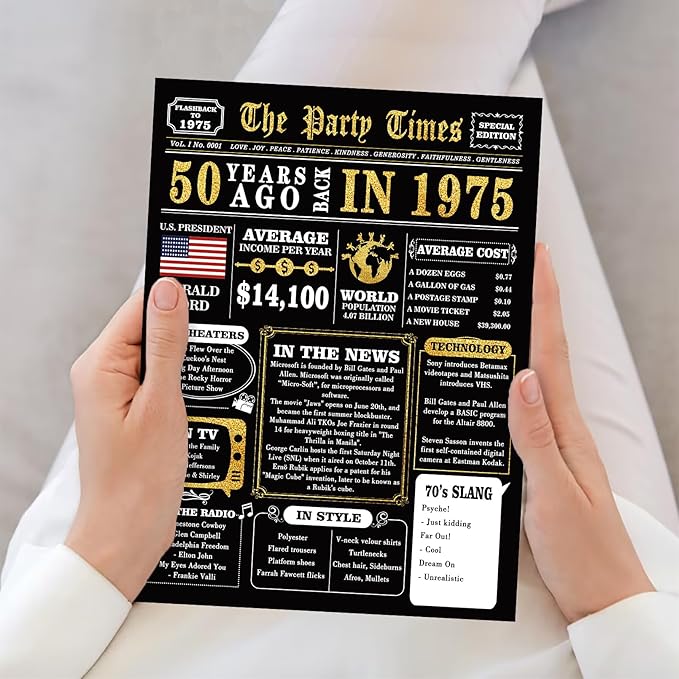 FLASHBACK
TO
1975
The Party Times
SPECIAL
EDITION
VOL. I No. 0001
LOVE . JOY . PEACE . PATIENCE . KINDNESS . GENEROSITY . FAITHFULNESS . GENTLENESS
50 YEARS AGO BACK IN 1975
U.S. PRESIDENT
AVERAGE
INCOME PER YEAR
$ $ $
$14,100
WORLD
POPULATION
4.07 BILLION
AVERAGE COST
A DOZEN EGGS $0.77
A GALLON OF GAS $0.44
A POSTAGE STAMP $0.10
A MOVIE TICKET $2.05
A NEW HOUSE $39,300.00
Flew Over the
Day Afternoon
Rocky Horror
Picture Show
TV
the Family
& Shirley
THE RADIO
Cowboy
Glen Campbell
Freedom
- Elton John
My Eyes Adored You
- Frankie Valli
IN THE NEWS
Microsoft is founded by Bill Gates and Paul
Allen. Microsoft was originally called
"Micro-Soft", for microprocessors and
software.
The movie "Jaws" opens on June 20th, and
became the first summer blockbuster.
Muhammad Ali TKOs Joe Frazier in round
14 for heavyweight boxing title in "The
Thrilla in Manila".
George Carlin hosts the first Saturday Night
Live (SNL) when it aired on October 11th.
Ernő Rubik applies for a patent for his
"Magic Cube" invention, later to be known as
a Rubik's cube.
IN STYLE
Polyester
Flared trousers
Platform shoes
Farrah Fawcett flicks
V-neck velour shirts
Turtlenecks
Chest hair, Sideburns
Afros, Mullets
TECHNOLOGY
Sony introduces Betamax
videotapes and Matsushita
introduces VHS.
Bill Gates and Paul Allen
develop a BASIC program
for the Altair 8800.
Steven Sasson invents the
first self-contained digital
camera at Eastman Kodak.
70's SLANG
Psyche!
- Just kidding
Far Out!
- Cool
Dream On
- Unrealistic